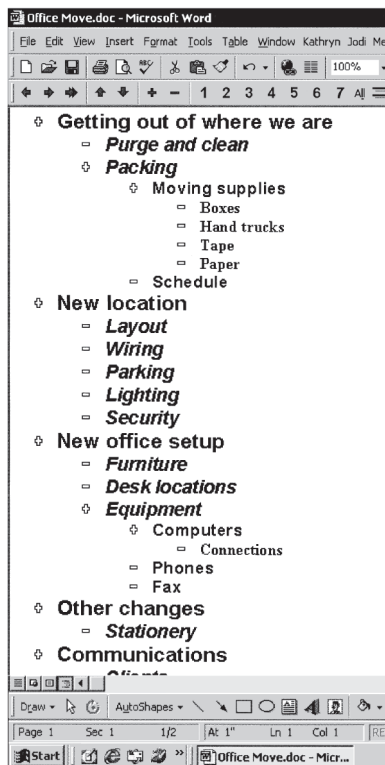 Office Move.doc - Microsoft Word
File Edit View Insert Format Tools Table Window Kathryn Jodi Me
ABC 100%
1 2 3 4 5 6 7 All
Getting out of where we are
Purge and clean
Packing
Moving supplies
Boxes
Hand trucks
Tape
Paper
Schedule
New location
Layout
Wiring
Parking
Lighting
Security
New office setup
Furniture
Desk locations
Equipment
Computers
Connections
Phones
Fax
Other changes
Stationery
Communications
Clients
Draw AutoShapes
Page 1 Sec 1 1/2 At 1" Ln 1 Col 1 RE
Start » Office Move.doc - Micr...